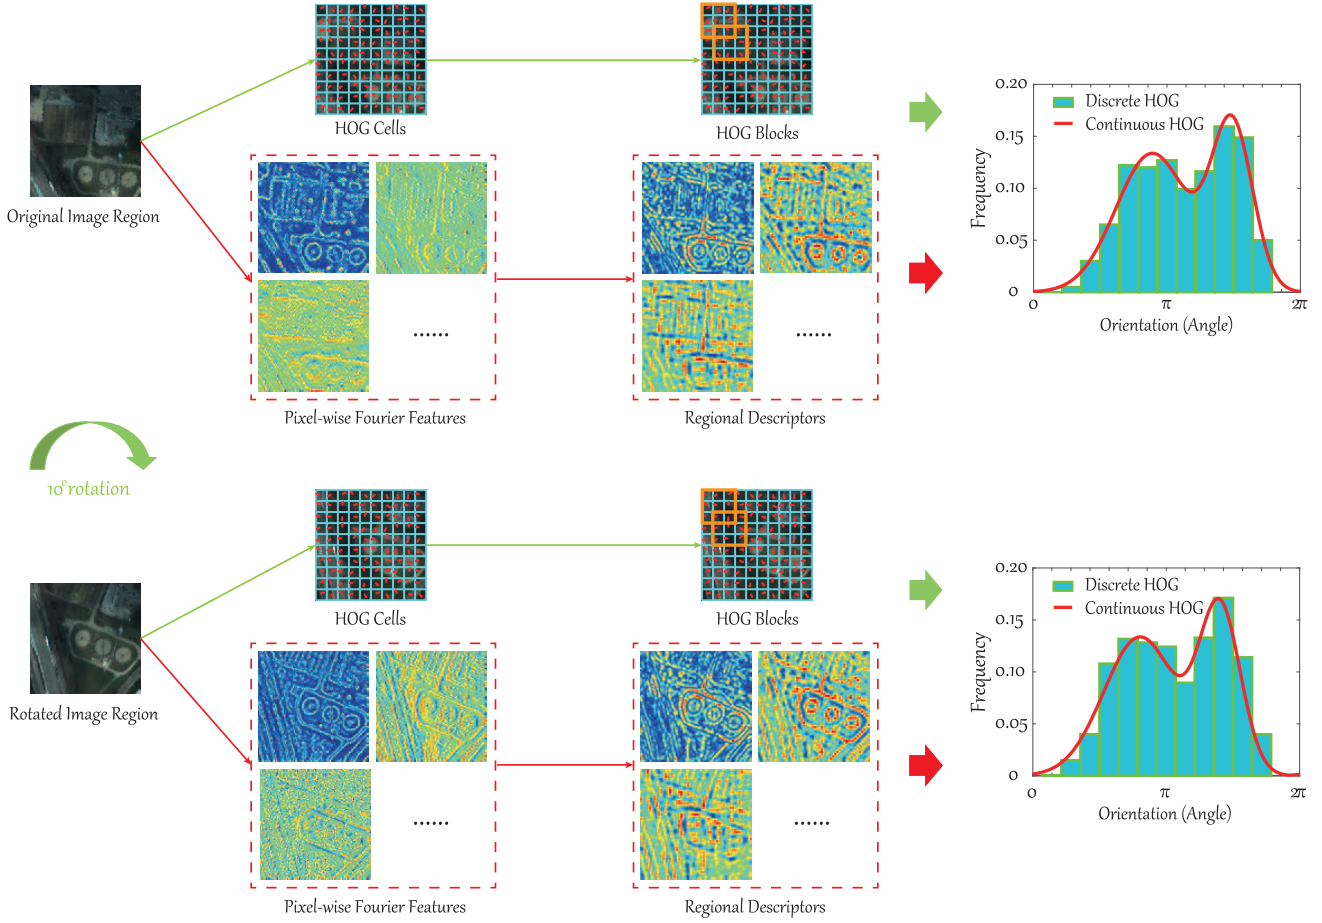 HOG Cells
HOG Blocks
Original Image Region
......
......
Pixel-wise Fourier Features
Regional Descriptors
0.20
0.15
0.10
0.05
0
Frequency
Discrete HOG
Continuous HOG
0
π
2π
Orientation (Angle)
10°rotation
HOG Cells
HOG Blocks
Rotated Image Region
......
......
Pixel-wise Fourier Features
Regional Descriptors
0.20
0.15
0.10
0.05
0
Frequency
Discrete HOG
Continuous HOG
0
π
2π
Orientation (Angle)